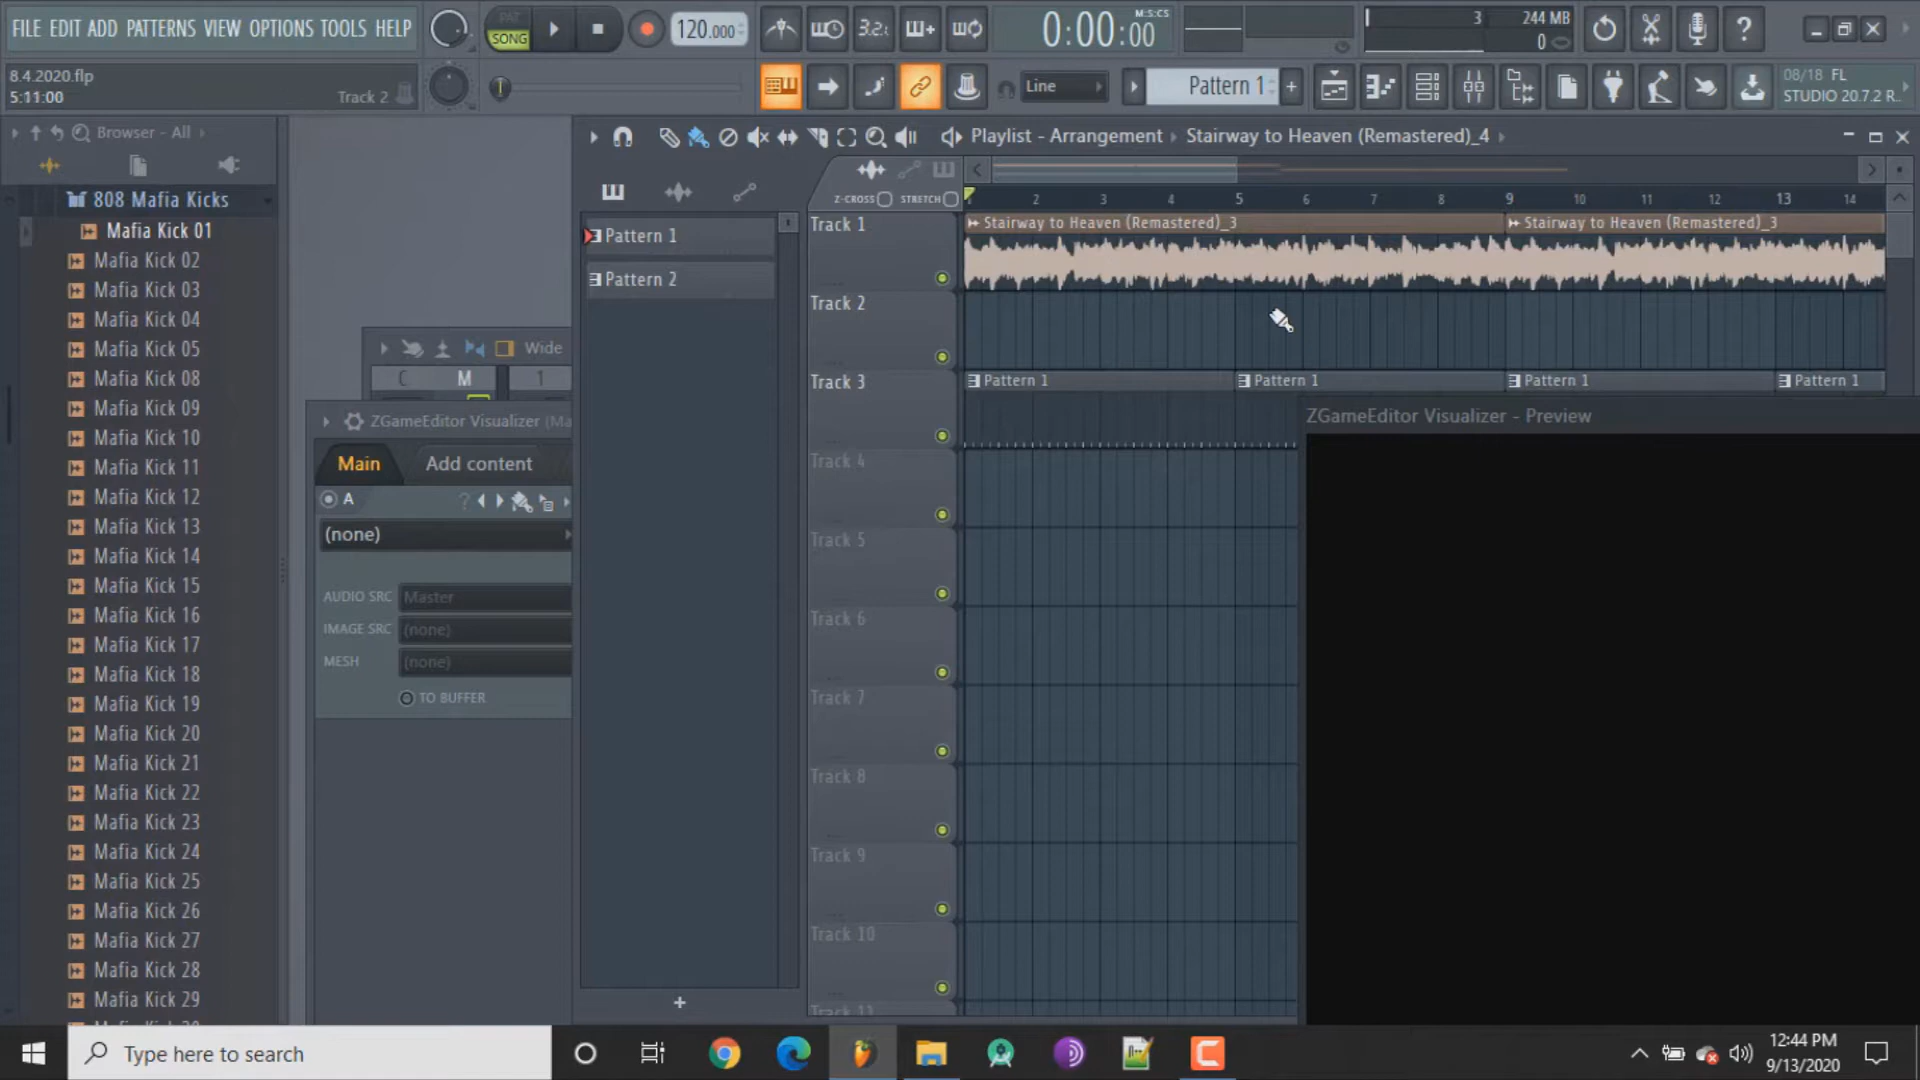 FILE EDIT ADD PATTERNS VIEW OPTIONS TOOLS HELP
PAT
SONG
120.000
3.2.
0:00:00
M:S:CS
3
244 MB
0
8.4.2020.flp
5:11:00
Track 2
Line
Pattern 1
08/18 FL
STUDIO 20.7.2 R..
Browser - All
Playlist - Arrangement
Stairway to Heaven (Remastered)_4
808 Mafia Kicks
Mafia Kick 01
Mafia Kick 02
Mafia Kick 03
Mafia Kick 04
Mafia Kick 05
Mafia Kick 08
Mafia Kick 09
Mafia Kick 10
Mafia Kick 11
Mafia Kick 12
Mafia Kick 13
Mafia Kick 14
Mafia Kick 15
Mafia Kick 16
Mafia Kick 17
Mafia Kick 18
Mafia Kick 19
Mafia Kick 20
Mafia Kick 21
Mafia Kick 22
Mafia Kick 23
Mafia Kick 24
Mafia Kick 25
Mafia Kick 26
Mafia Kick 27
Mafia Kick 28
Mafia Kick 29
Wide
C M 1
ZGameEditor Visualizer (Ma
Main
Add content
A
(none)
AUDIO SRC Master
IMAGE SRC (none)
MESH (none)
TO BUFFER
Pattern 1
Pattern 2
Z-CROSS STRETCH
2 3 4 5 6 7 8 9 10 11 12 13 14
Track 1
Stairway to Heaven (Remastered)_3
Stairway to Heaven (Remastered)_3
Track 2
Track 3
Pattern 1
Pattern 1
Pattern 1
Pattern 1
Track 4
Track 5
Track 6
Track 7
Track 8
Track 9
Track 10
ZGameEditor Visualizer - Preview
Type here to search
12:44 PM
9/13/2020